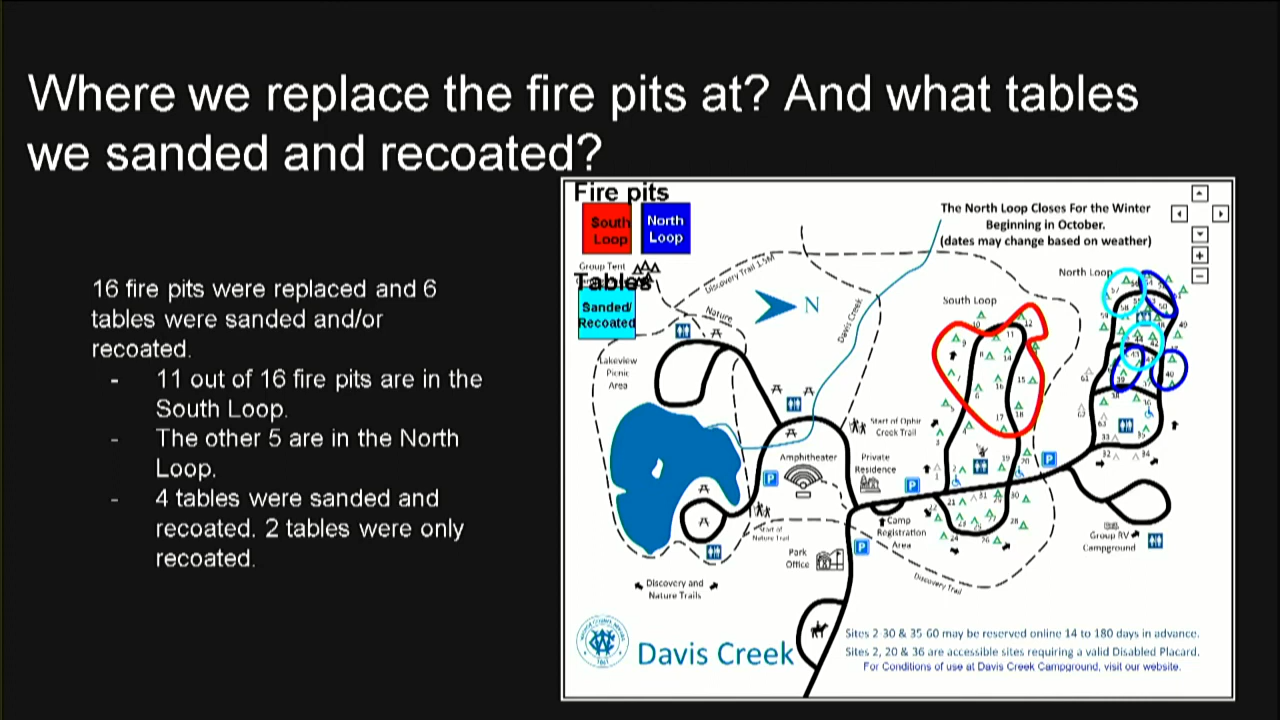 Where we replace the fire pits at? And what tables
we sanded and recoated?
16 fire pits were replaced and 6
tables were sanded and/or
recoated.
- 11 out of 16 fire pits are in the
South Loop.
- The other 5 are in the North
Loop.
- 4 tables were sanded and
recoated. 2 tables were only
recoated.
Fire pits
South
Loop
North
Loop
Group Tent
Tables
Sanded/
Recoated
The North Loop Closes For the Winter
Beginning in October.
(dates may change based on weather)
Discovery Trail 1.5M
Nature
N
Davis Creek
South Loop
North Loop
Lakeview
Picnic
Area
Start of Ophir
Creek Trail
Amphitheater
Private
Residence
P
P
P
P
Start of
Nature Trail
Camp
Registration
Area
Park
Office
Group RV
Campground
Discovery Trail
Discovery and
Nature Trails
Davis Creek
Sites 2-30 & 35-60 may be reserved online 14 to 180 days in advance.
Sites 2, 20 & 36 are accessible sites requiring a valid Disabled Placard.
For Conditions of use at Davis Creek Campground, visit our website.